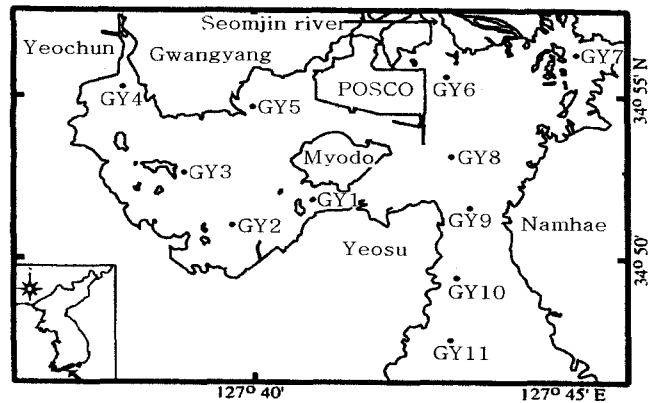 Seomjin river
Yeochun
Gwangyang
GY7
34° 55' N
GY4
GY5
POSCO
GY6
Myodo
GY3
GY8
GY1
GY2
GY9
Namhae
Yeosu
34° 50'
GY10
GY11
127° 40'
127° 45' E